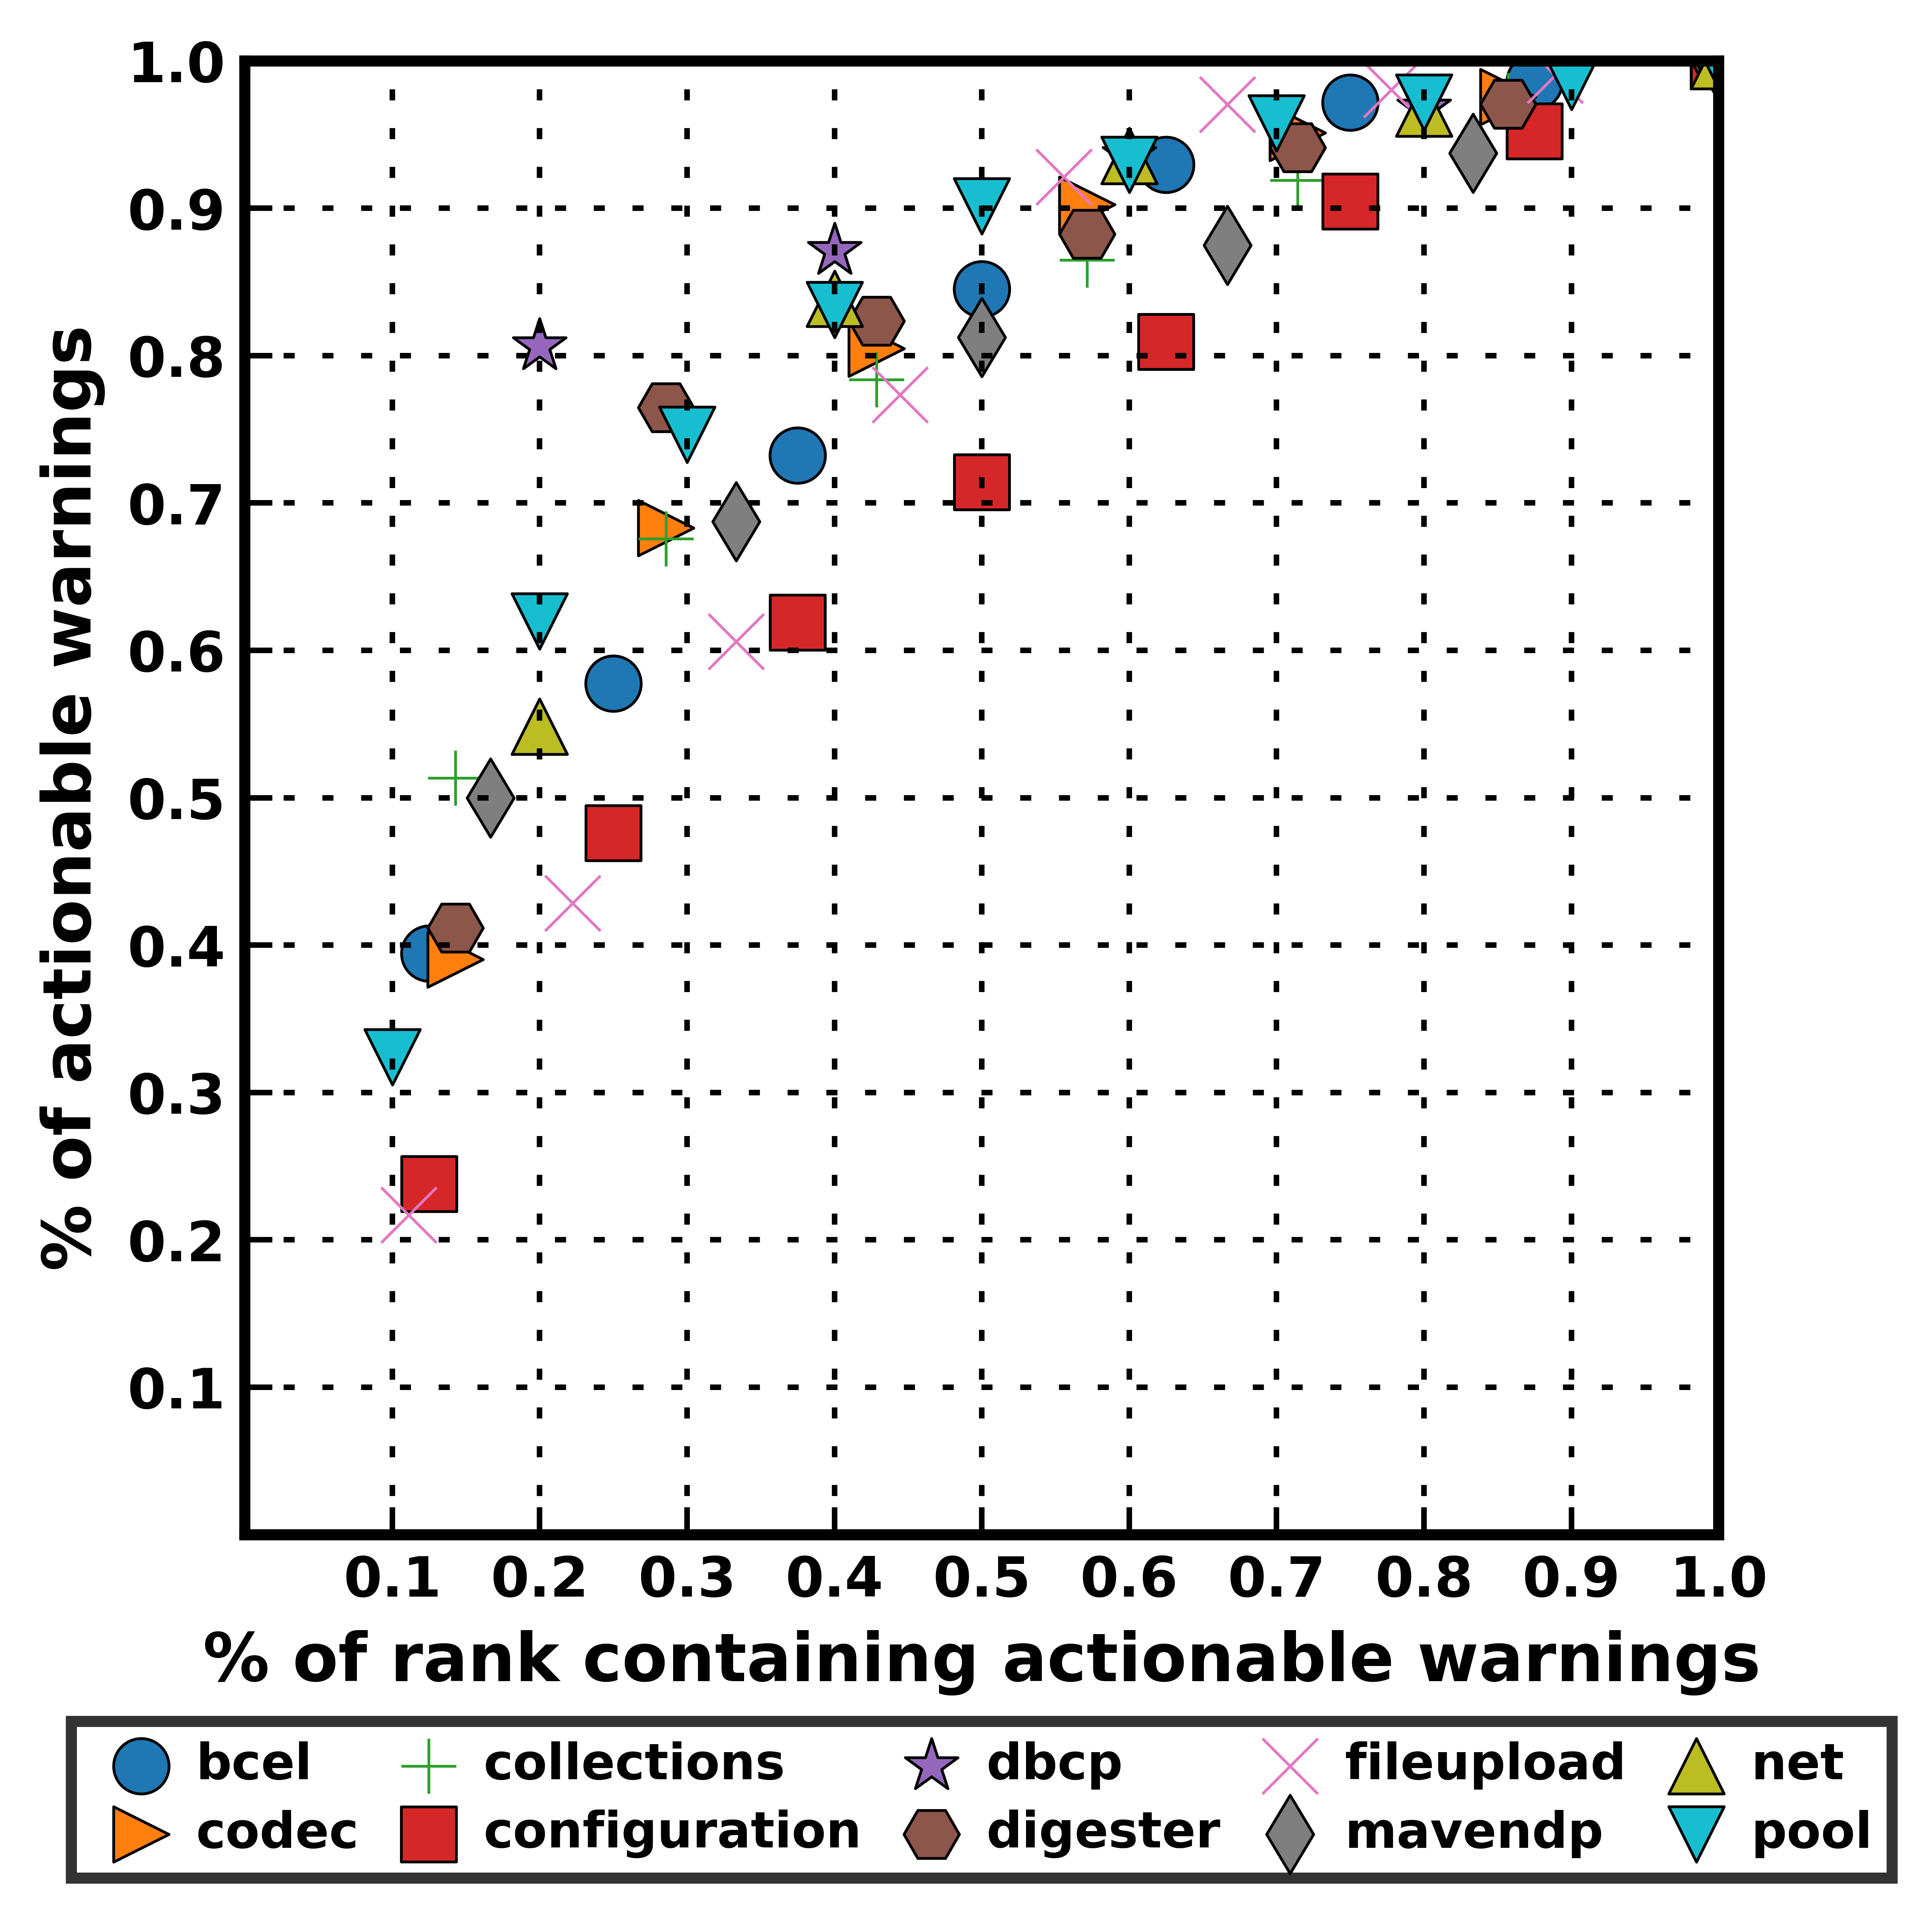 1.0
0.9
0.8
0.7
0.6
0.5
0.4
0.3
0.2
0.1
% of actionable warnings
0.1 0.2 0.3 0.4 0.5 0.6 0.7 0.8 0.9 1.0
% of rank containing actionable warnings
bcel collections dbcp fileupload net
codec configuration digester mavendp pool